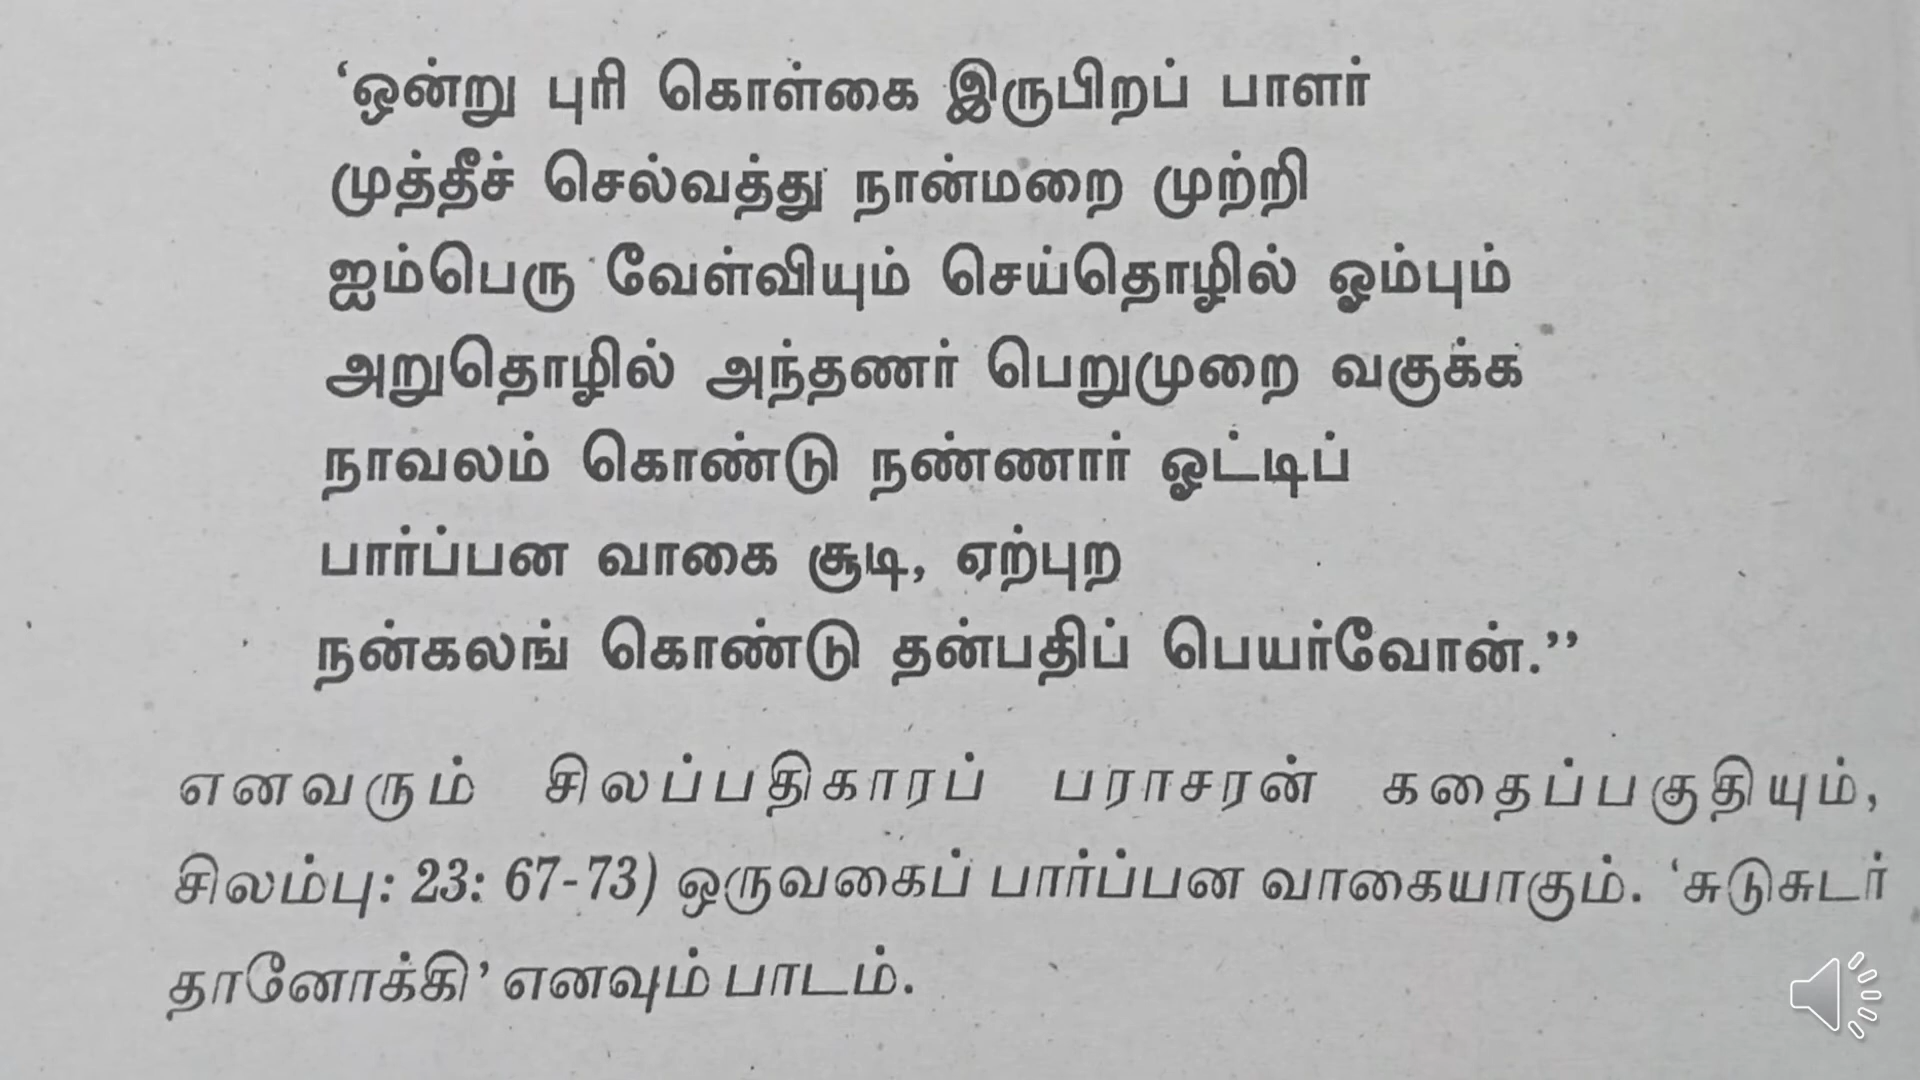 ‘ஒன்று புரி கொள்கை இருபிறப் பாளர்
முத்தீச் செல்வத்து நான்மறை முற்றி
ஐம்பெரு வேள்வியும் செய்தொழில் ஓம்பும்
அறுதொழில் அந்தணர் பெறுமுறை வகுக்க
நாவலம் கொண்டு நண்ணார் ஓட்டிப்
பார்ப்பன வாகை சூடி, ஏற்புற
நன்கலங் கொண்டு தன்பதிப் பெயர்வோன்.’’
எனவரும் சிலப்பதிகாரப் பராசரன் கதைப்பகுதியும்,
சிலம்பு: 23: 67-73) ஒருவகைப் பார்ப்பன வாகையாகும். ‘சுடுசுடர்
தானோக்கி’ எனவும் பாடம்.